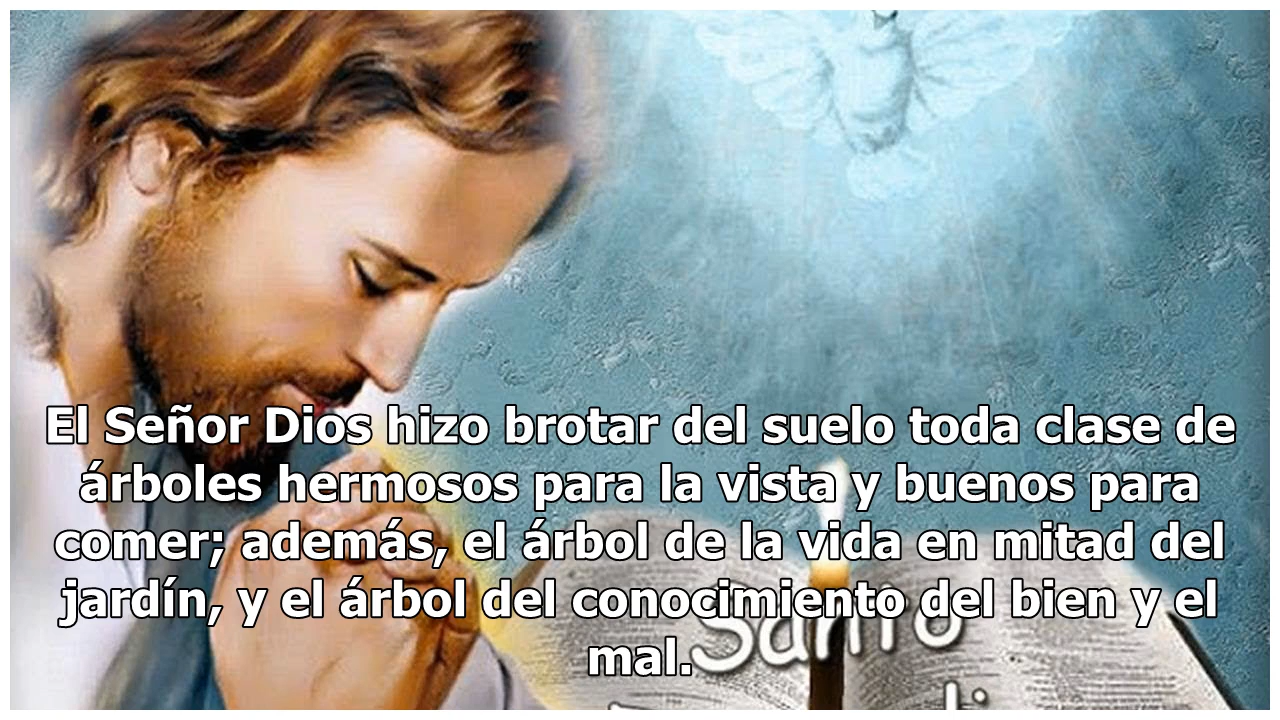 El Señor Dios hizo brotar del suelo toda clase de
árboles hermosos para la vista y buenos para
comer; además, el árbol de la vida en mitad del
jardín, y el árbol del conocimiento del bien y el
mal.
Santo